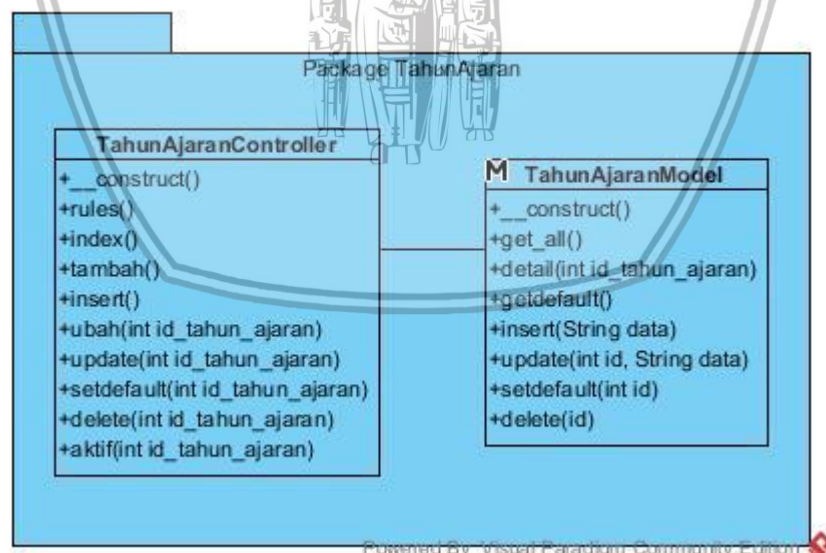 Package TahunAjaran
TahunAjaranController
+__construct()
+rules()
+index()
+tambah()
+insert()
+ubah(int id_tahun_ajaran)
+update(int id_tahun_ajaran)
+setdefault(int id_tahun_ajaran)
+delete(int id_tahun_ajaran)
+aktif(int id_tahun_ajaran)
M TahunAjaranModel
+__construct()
+get_all()
+detail(int id_tahun_ajaran)
+getdefault()
+insert(String data)
+update(int id, String data)
+setdefault(int id)
+delete(id)
Powered By Visual Paradigm Community Edition